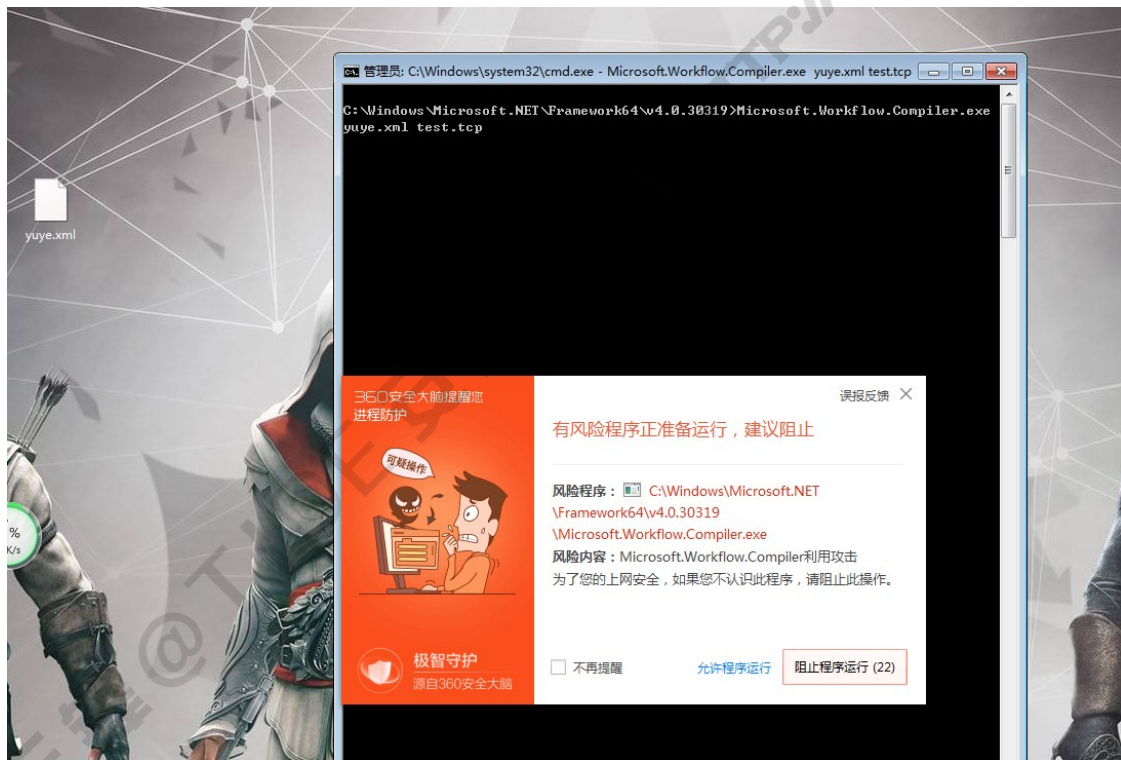 管理员: C:\Windows\system32\cmd.exe - Microsoft.Workflow.Compiler.exe yuye.xml test.tcp
C:\Windows\Microsoft.NET\Framework64\v4.0.30319>Microsoft.Workflow.Compiler.exe
yuye.xml test.tcp
yuye.xml
%
K/s
360安全大脑提醒您
进程防护
可疑操作
极智守护
源自360安全大脑
误报反馈
有风险程序正准备运行,建议阻止
风险程序: C:\Windows\Microsoft.NET
\Framework64\v4.0.30319
\Microsoft.Workflow.Compiler.exe
风险内容:Microsoft.Workflow.Compiler利用攻击
为了您的上网安全,如果您不认识此程序,请阻止此操作。
不再提醒 允许程序运行 阻止程序运行 (22)